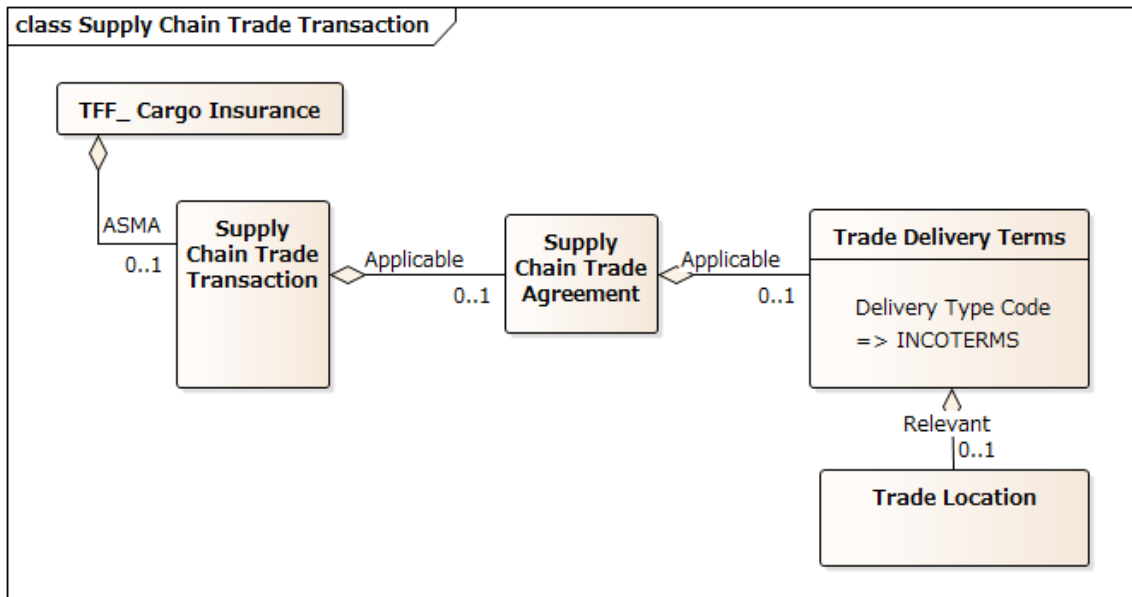 class Supply Chain Trade Transaction
TFF_ Cargo Insurance
ASMA
0..1
Supply
Chain Trade
Transaction
Applicable
0..1
Supply
Chain Trade
Agreement
Applicable
0..1
Trade Delivery Terms
Delivery Type Code
=> INCOTERMS
Relevant
0..1
Trade Location